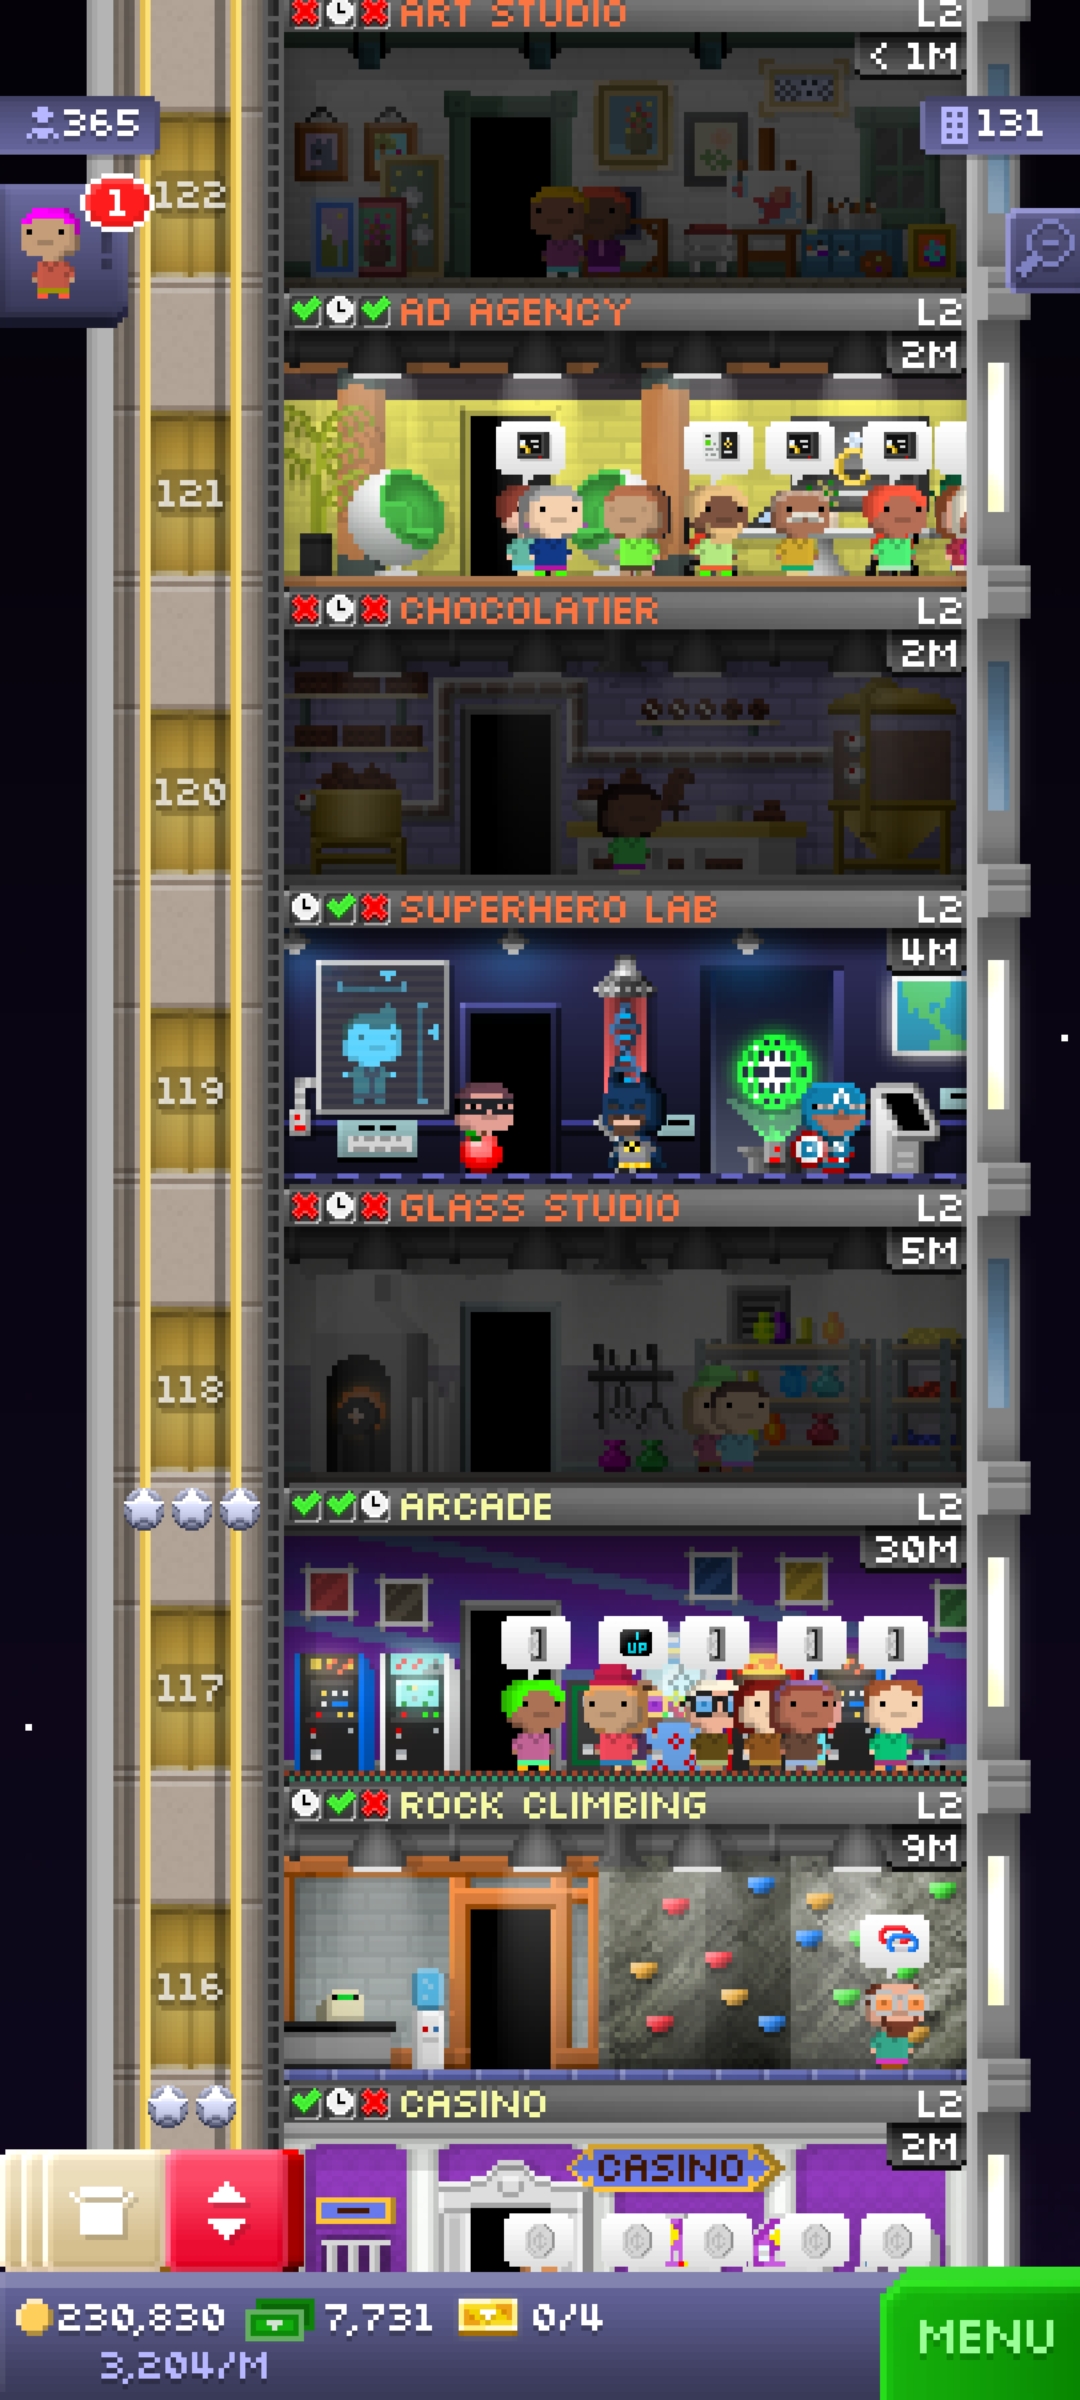 ART STUDIO L2
< 1M
365
131
1
122
AD AGENCY L2
2M
121
CHOCOLATIER L2
2M
120
SUPERHERO LAB L2
4M
119
GLASS STUDIO L2
5M
118
ARCADE L2
30M
1 UP
117
ROCK CLIMBING L2
9M
116
CASINO L2
2M
CASINO
230,830 7,731 0/4
3,204/M
MENU